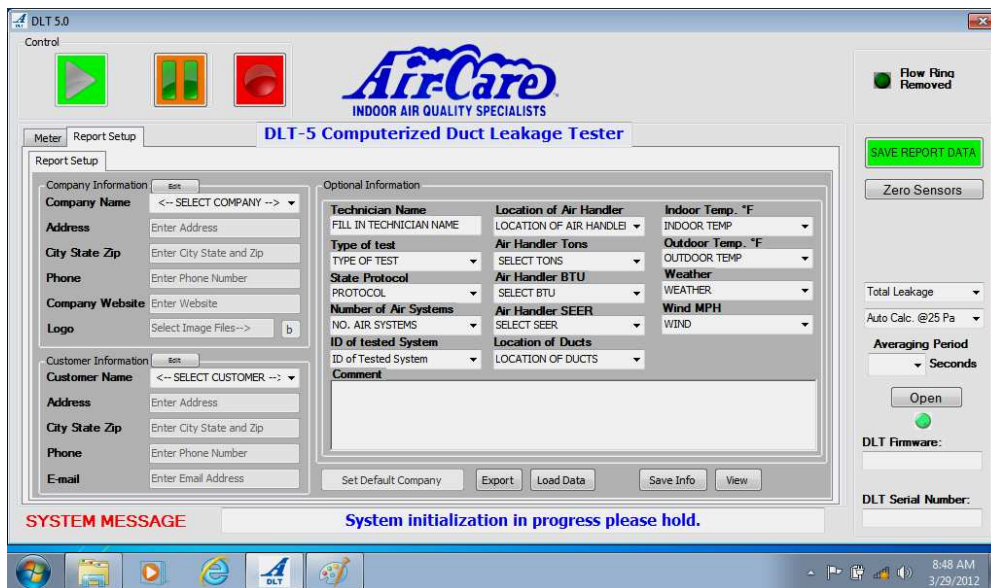 DLT 5.0
Control
Air-Care
INDOOR AIR QUALITY SPECIALISTS
Flow Ring
Removed
DLT-5 Computerized Duct Leakage Tester
Meter
Report Setup
Report Setup
SAVE REPORT DATA
Zero Sensors
Company Information
Edit
Company Name
<-- SELECT COMPANY -->
Address
Enter Address
City State Zip
Enter City State and Zip
Phone
Enter Phone Number
Company Website
Enter Website
Logo
Select Image Files-->
b
Customer Information
Edit
Customer Name
<-- SELECT CUSTOMER --:
Address
Enter Address
City State Zip
Enter City State and Zip
Phone
Enter Phone Number
E-mail
Enter Email Address
Optional Information
Technician Name
FILL IN TECHNICIAN NAME
Type of test
TYPE OF TEST
State Protocol
PROTOCOL
Number of Air Systems
NO. AIR SYSTEMS
ID of tested System
ID of Tested System
Location of Air Handler
LOCATION OF AIR HANDLEI
Air Handler Tons
SELECT TONS
Air Handler BTU
SELECT BTU
Air Handler SEER
SELECT SEER
Location of Ducts
LOCATION OF DUCTS
Indoor Temp. °F
INDOOR TEMP
Outdoor Temp. °F
OUTDOOR TEMP
Weather
WEATHER
Wind MPH
WIND
Comment
Set Default Company
Export
Load Data
Save Info
View
Total Leakage
Auto Calc. @25 Pa
Averaging Period
Seconds
Open
DLT Firmware:
DLT Serial Number:
SYSTEM MESSAGE
System initialization in progress please hold.
DLT
8:48 AM
3/29/2012